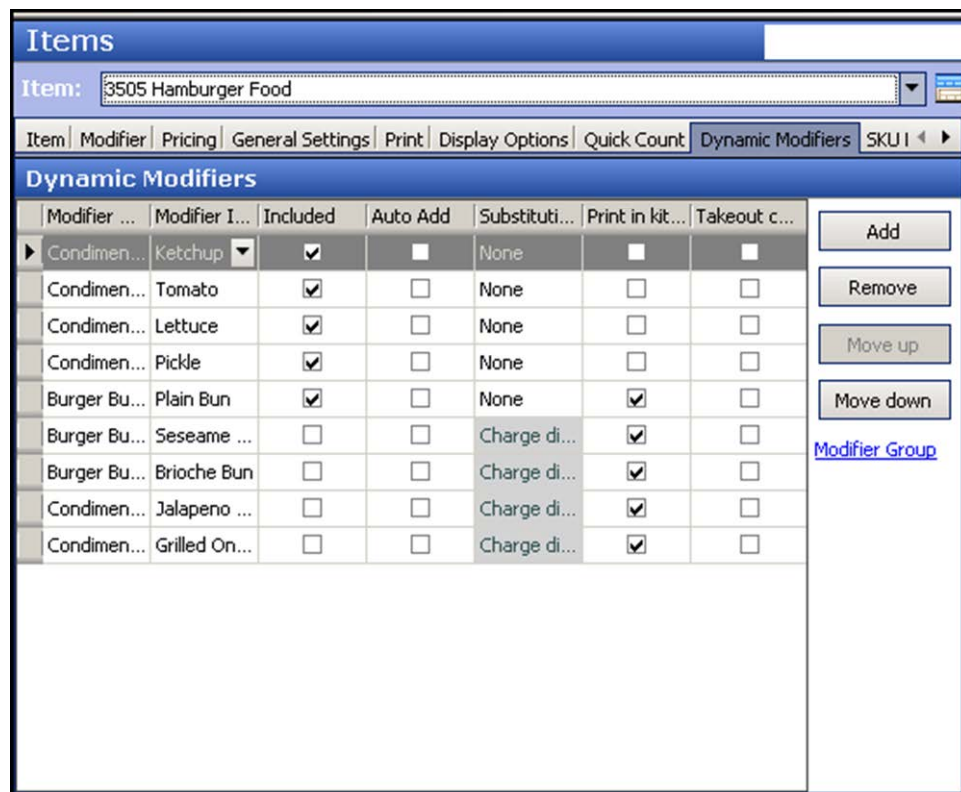 Items
Item: 3505 Hamburger Food
Item Modifier Pricing General Settings Print Display Options Quick Count Dynamic Modifiers SKU I
Dynamic Modifiers
Modifier ... Modifier I... Included Auto Add Substituti... Print in kit... Takeout c...
Condimen... Ketchup None
Condimen... Tomato None
Condimen... Lettuce None
Condimen... Pickle None
Burger Bu... Plain Bun None
Burger Bu... Seseame ... Charge di...
Burger Bu... Brioche Bun Charge di...
Condimen... Jalapeno ... Charge di...
Condimen... Grilled On... Charge di...
Add
Remove
Move up
Move down
Modifier Group